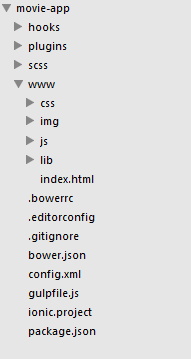 movie-app
hooks
plugins
scss
www
css
img
js
lib
index.html
.bowerrc
.editorconfig
.gitignore
bower.json
config.xml
gulpfile.js
ionic.project
package.json